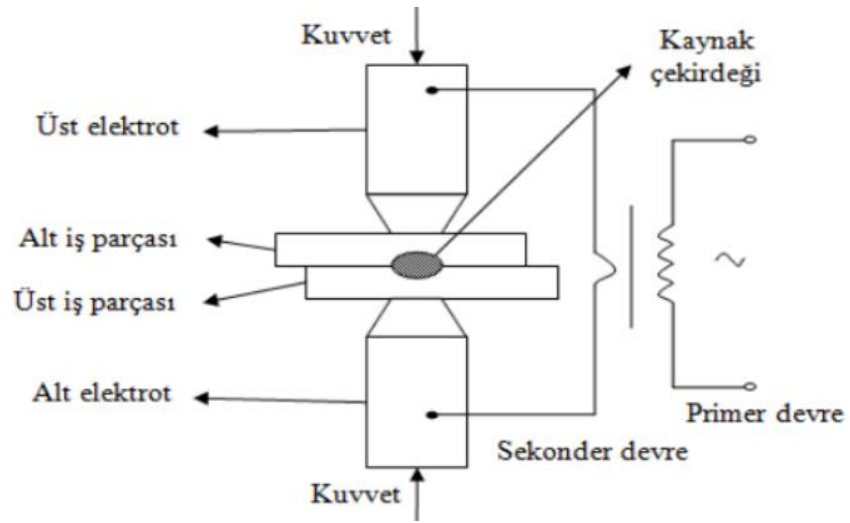 Kuvvet
Kaynak
çekirdeği
Üst elektrot
Alt iş parçası
Üst iş parçası
Alt elektrot
Primer devre
Sekonder devre
Kuvvet